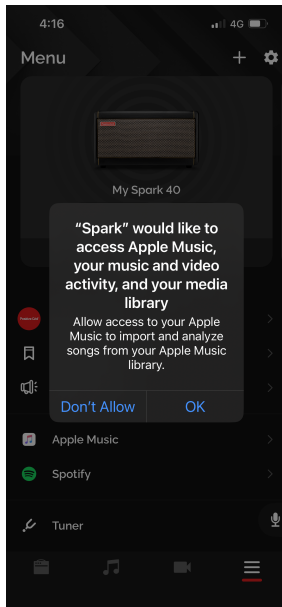 4:16
4G
Menu
My Spark 40
“Spark” would like to
access Apple Music,
your music and video
activity, and your media
library
Allow access to your Apple
Music to import and analyze
songs from your Apple Music
library.
Don’t Allow
OK
Apple Music
Spotify
Tuner